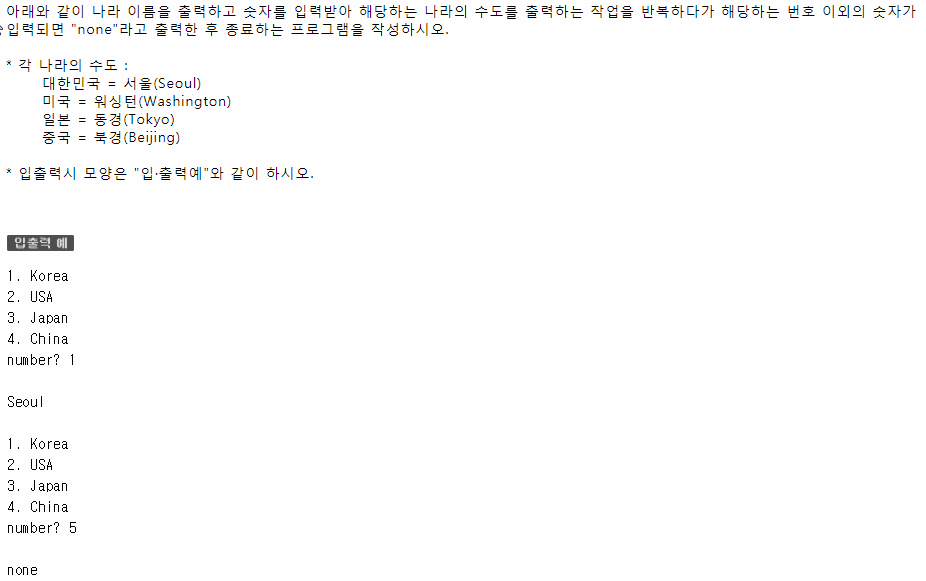 아래와 같이 나라 이름을 출력하고 숫자를 입력받아 해당하는 나라의 수도를 출력하는 작업을 반복하다가 해당하는 번호 이외의 숫자가
입력되면 "none"라고 출력한 후 종료하는 프로그램을 작성하시오.
* 각 나라의 수도 :
대한민국 = 서울(Seoul)
미국 = 워싱턴(Washington)
일본 = 동경(Tokyo)
중국 = 북경(Beijing)
* 입출력시 모양은 "입·출력예"와 같이 하시오.
입출력 예
1. Korea
2. USA
3. Japan
4. China
number? 1
Seoul
1. Korea
2. USA
3. Japan
4. China
number? 5
none